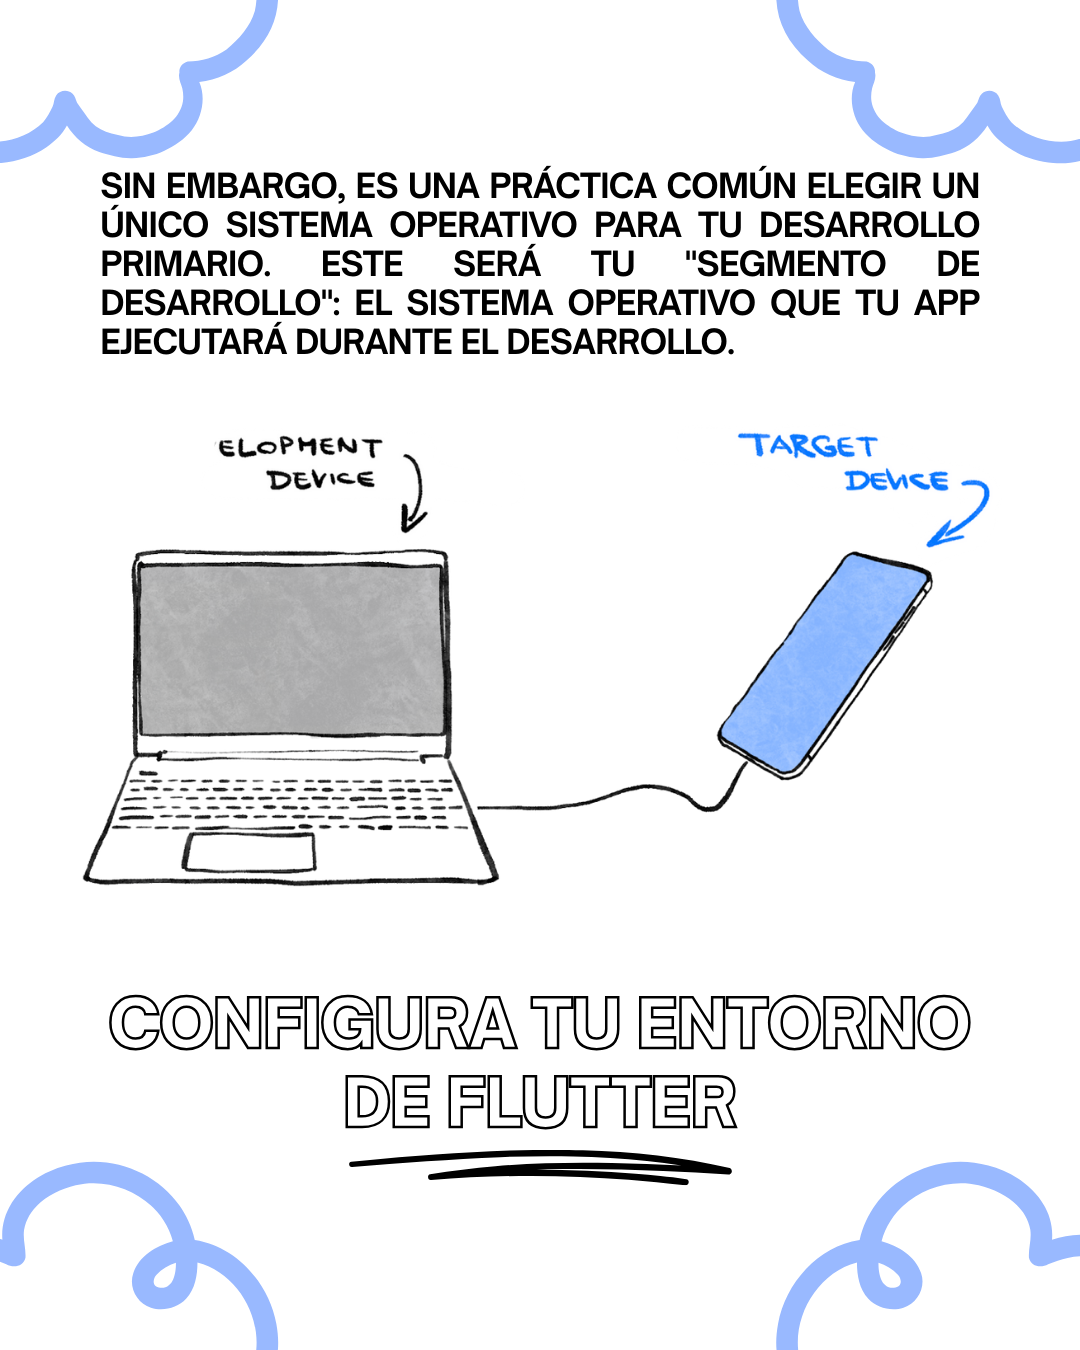 SIN EMBARGO, ES UNA PRÁCTICA COMÚN ELEGIR UN
ÚNICO SISTEMA OPERATIVO PARA TU DESARROLLO
PRIMARIO. ESTE SERÁ TU "SEGMENTO DE
DESARROLLO": EL SISTEMA OPERATIVO QUE TU APP
EJECUTARÁ DURANTE EL DESARROLLO.
ELOPMENT
DEVICE
TARGET
DEVICE
CONFIGURA TU ENTORNO
DE FLUTTER